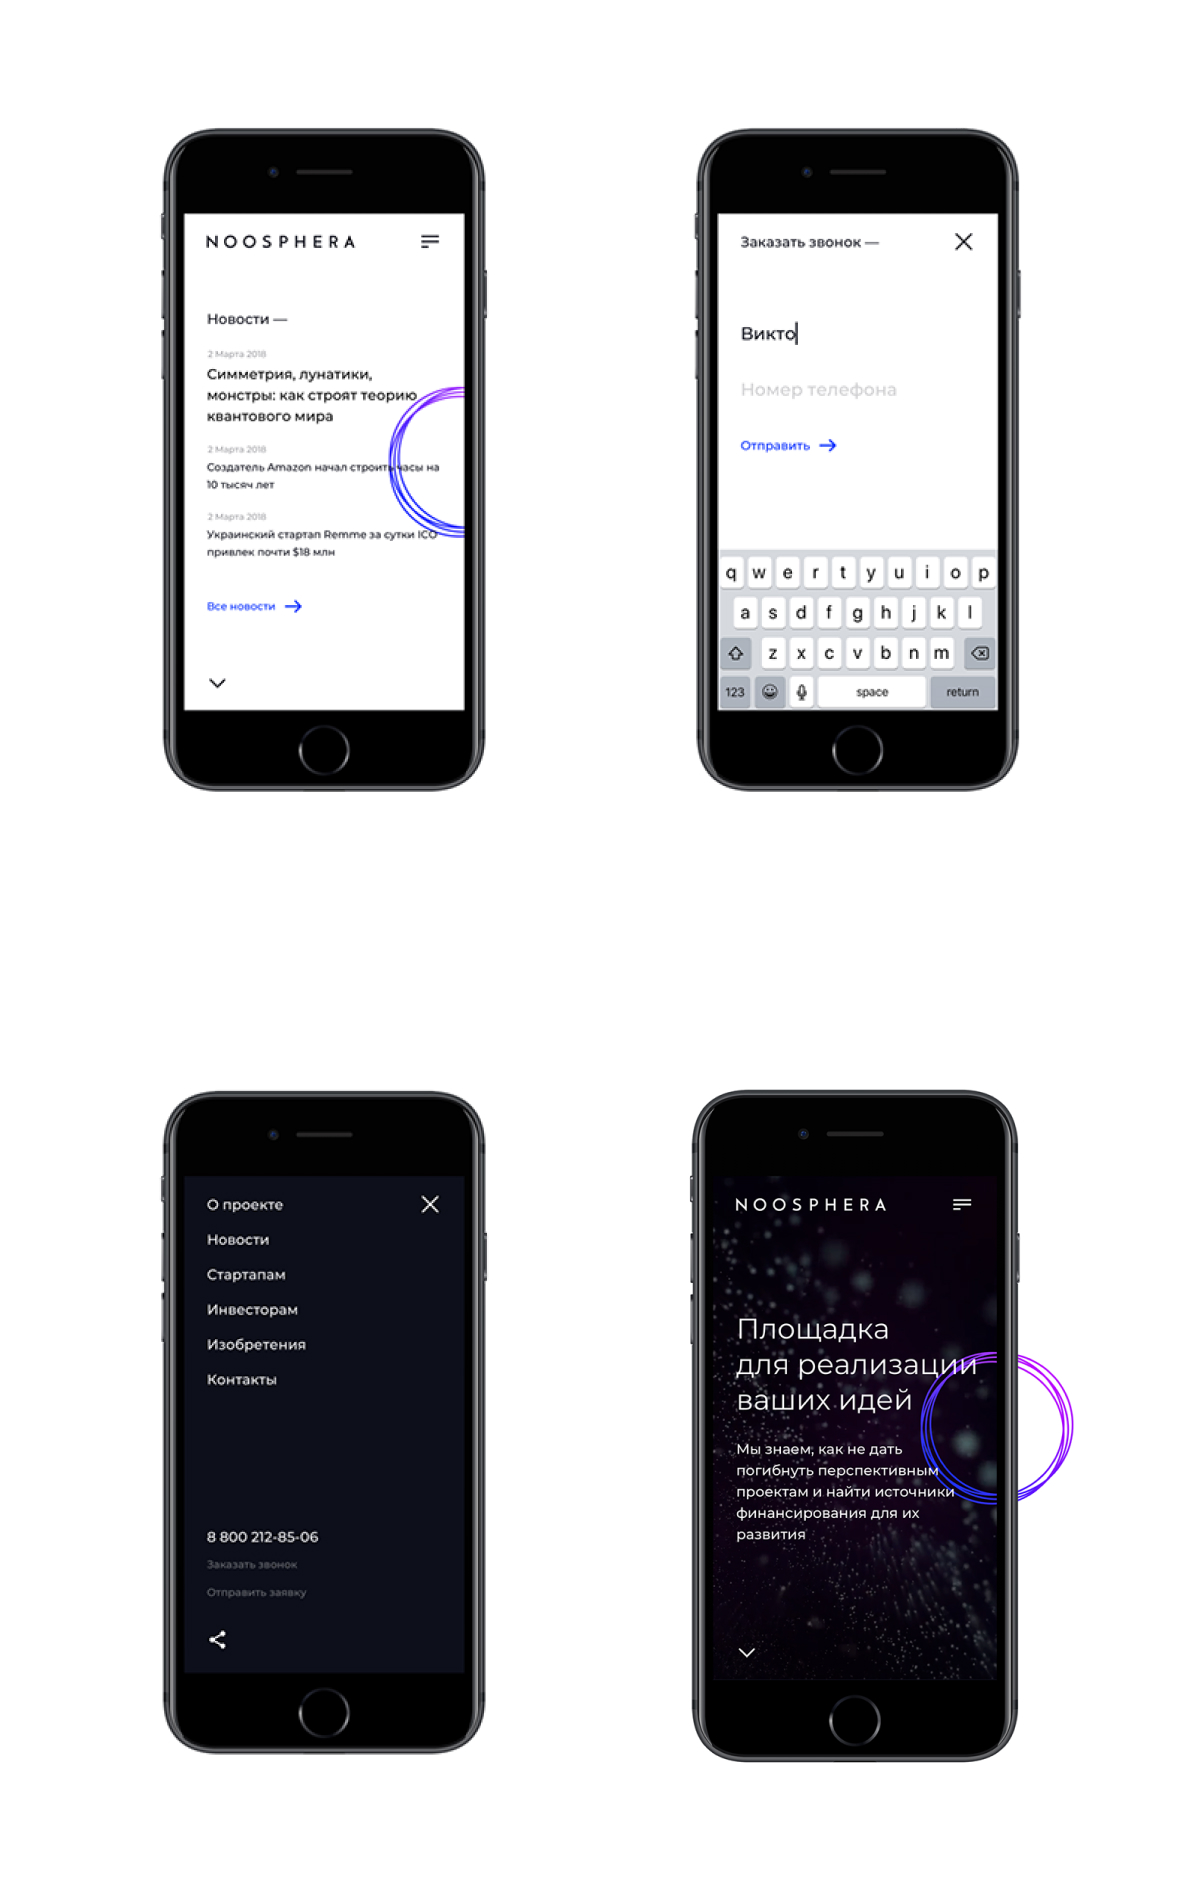 NOOSPHERA
Новости —
2 Марта 2018
Симметрия, лунатики,
монстры: как строят теорию
квантового мира
2 Марта 2018
Создатель Amazon начал строить часы на
10 тысяч лет
2 Марта 2018
Украинский стартап Remme за сутки ICO
привлек почти $18 млн
Все новости
Заказать звонок —
Викто
Номер телефона
Отправить
q w e r t y u i o p
a s d f g h j k l
z x c v b n m
123 space return
О проекте
Новости
Стартапам
Инвесторам
Изобретения
Контакты
8 800 212-85-06
Заказать звонок
Отправить заявку
NOOSPHERA
Площадка
для реализации
ваших идей
Мы знаем, как не дать
погибнуть перспективным
проектам и найти источники
финансирования для их
развития